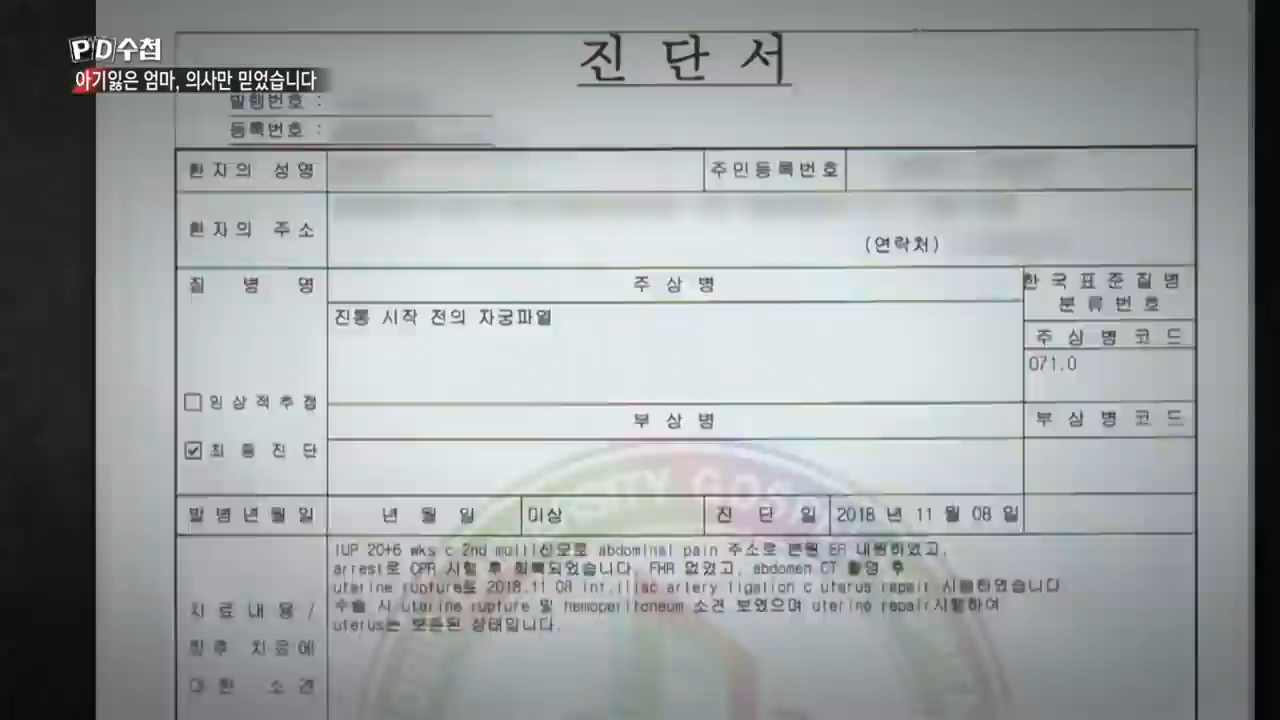 PD수첩
아기잃은 엄마, 의사만 믿었습니다
진 단 서
발행번호 :
등록번호 :
환자의 성명
주민등록번호
환자의 주소
(연락처)
질 병 명
주 상 병
한국표준질병
분류번호
진통 시작 전의 자궁파열
주 상 병 코 드
O71.0
임상적추정
부 상 병
부 상 병 코 드
최 종 진 단
발병년월일
년 월 일
미상
진 단 일
2018 년 11 월 08 일
IUP 20+6 wks c 2nd multi산모로 abdominal pain 주소로 본원 ER 내원하였고,
arrest로 CPR 시행 후 회복되었습니다. FHR 없었고, abdomen CT 촬영 후
uterine rupture로 2018.11 08 int.illiac artery ligation c uterus repair 시술하였습니다
수술 시 uterine rupture 및 hemoperitoneum 소견 보였으며 uterine repair시행하여
uterus는 보존된 상태입니다.
치료내용/
향후 치료에
대한 소견